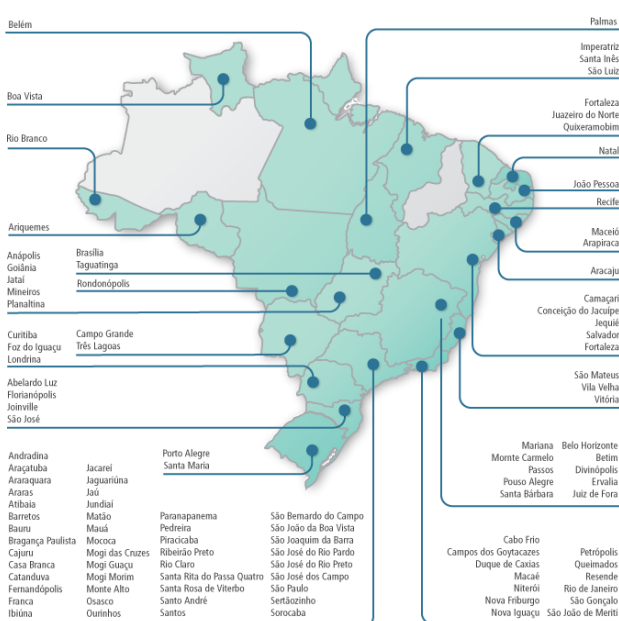 Belém
Boa Vista
Rio Branco
Ariquemes
Anápolis
Goiânia
Jataí
Mineiros
Planaltina
Brasília
Taguatinga
Rondonópolis
Curitiba
Foz do Iguaçu
Londrina
Campo Grande
Três Lagoas
Abelardo Luz
Florianópolis
Joinville
São José
Porto Alegre
Santa Maria
Palmas
Imperatriz
Santa Inês
São Luiz
Fortaleza
Juazeiro do Norte
Quixeramobim
Natal
João Pessoa
Recife
Maceió
Arapiraca
Aracaju
Camaçari
Conceição do Jacuípe
Jequié
Salvador
Fortaleza
São Mateus
Vila Velha
Vitória
Mariana
Momte Carmelo
Passos
Pouso Alegre
Santa Bárbara
Belo Horizonte
Betim
Divinópolis
Ervalia
Juiz de Fora
Andradina
Araçatuba
Araraquara
Araras
Atibaia
Barretos
Bauru
Bragança Paulista
Cajuru
Casa Branca
Catanduva
Fernandópolis
Franca
Ibiúna
Jacareí
Jaguariúna
Jaú
Jundiaí
Matão
Mauá
Mococa
Mogi das Cruzes
Mogi Guaçu
Mogi Morim
Monte Alto
Osasco
Ourinhos
Paranapanema
Pedreira
Piracicaba
Ribeirão Preto
Rio Claro
Santa Rita do Passa Quatro
Santa Rosa de Viterbo
Santo André
Santos
São Bernardo do Campo
São João da Boa Vista
São Joaquim da Barra
São José do Rio Pardo
São José do Rio Preto
São José dos Campo
São Paulo
Sertãozinho
Sorocaba
Cabo Frio
Campos do Goytacazes
Duque de Caxias
Macaé
Niterói
Nova Friburgo
Nova Iguaçu
Petrópolis
Queimados
Resende
Rio de Janeiro
São Gonçalo
São João de Meriti